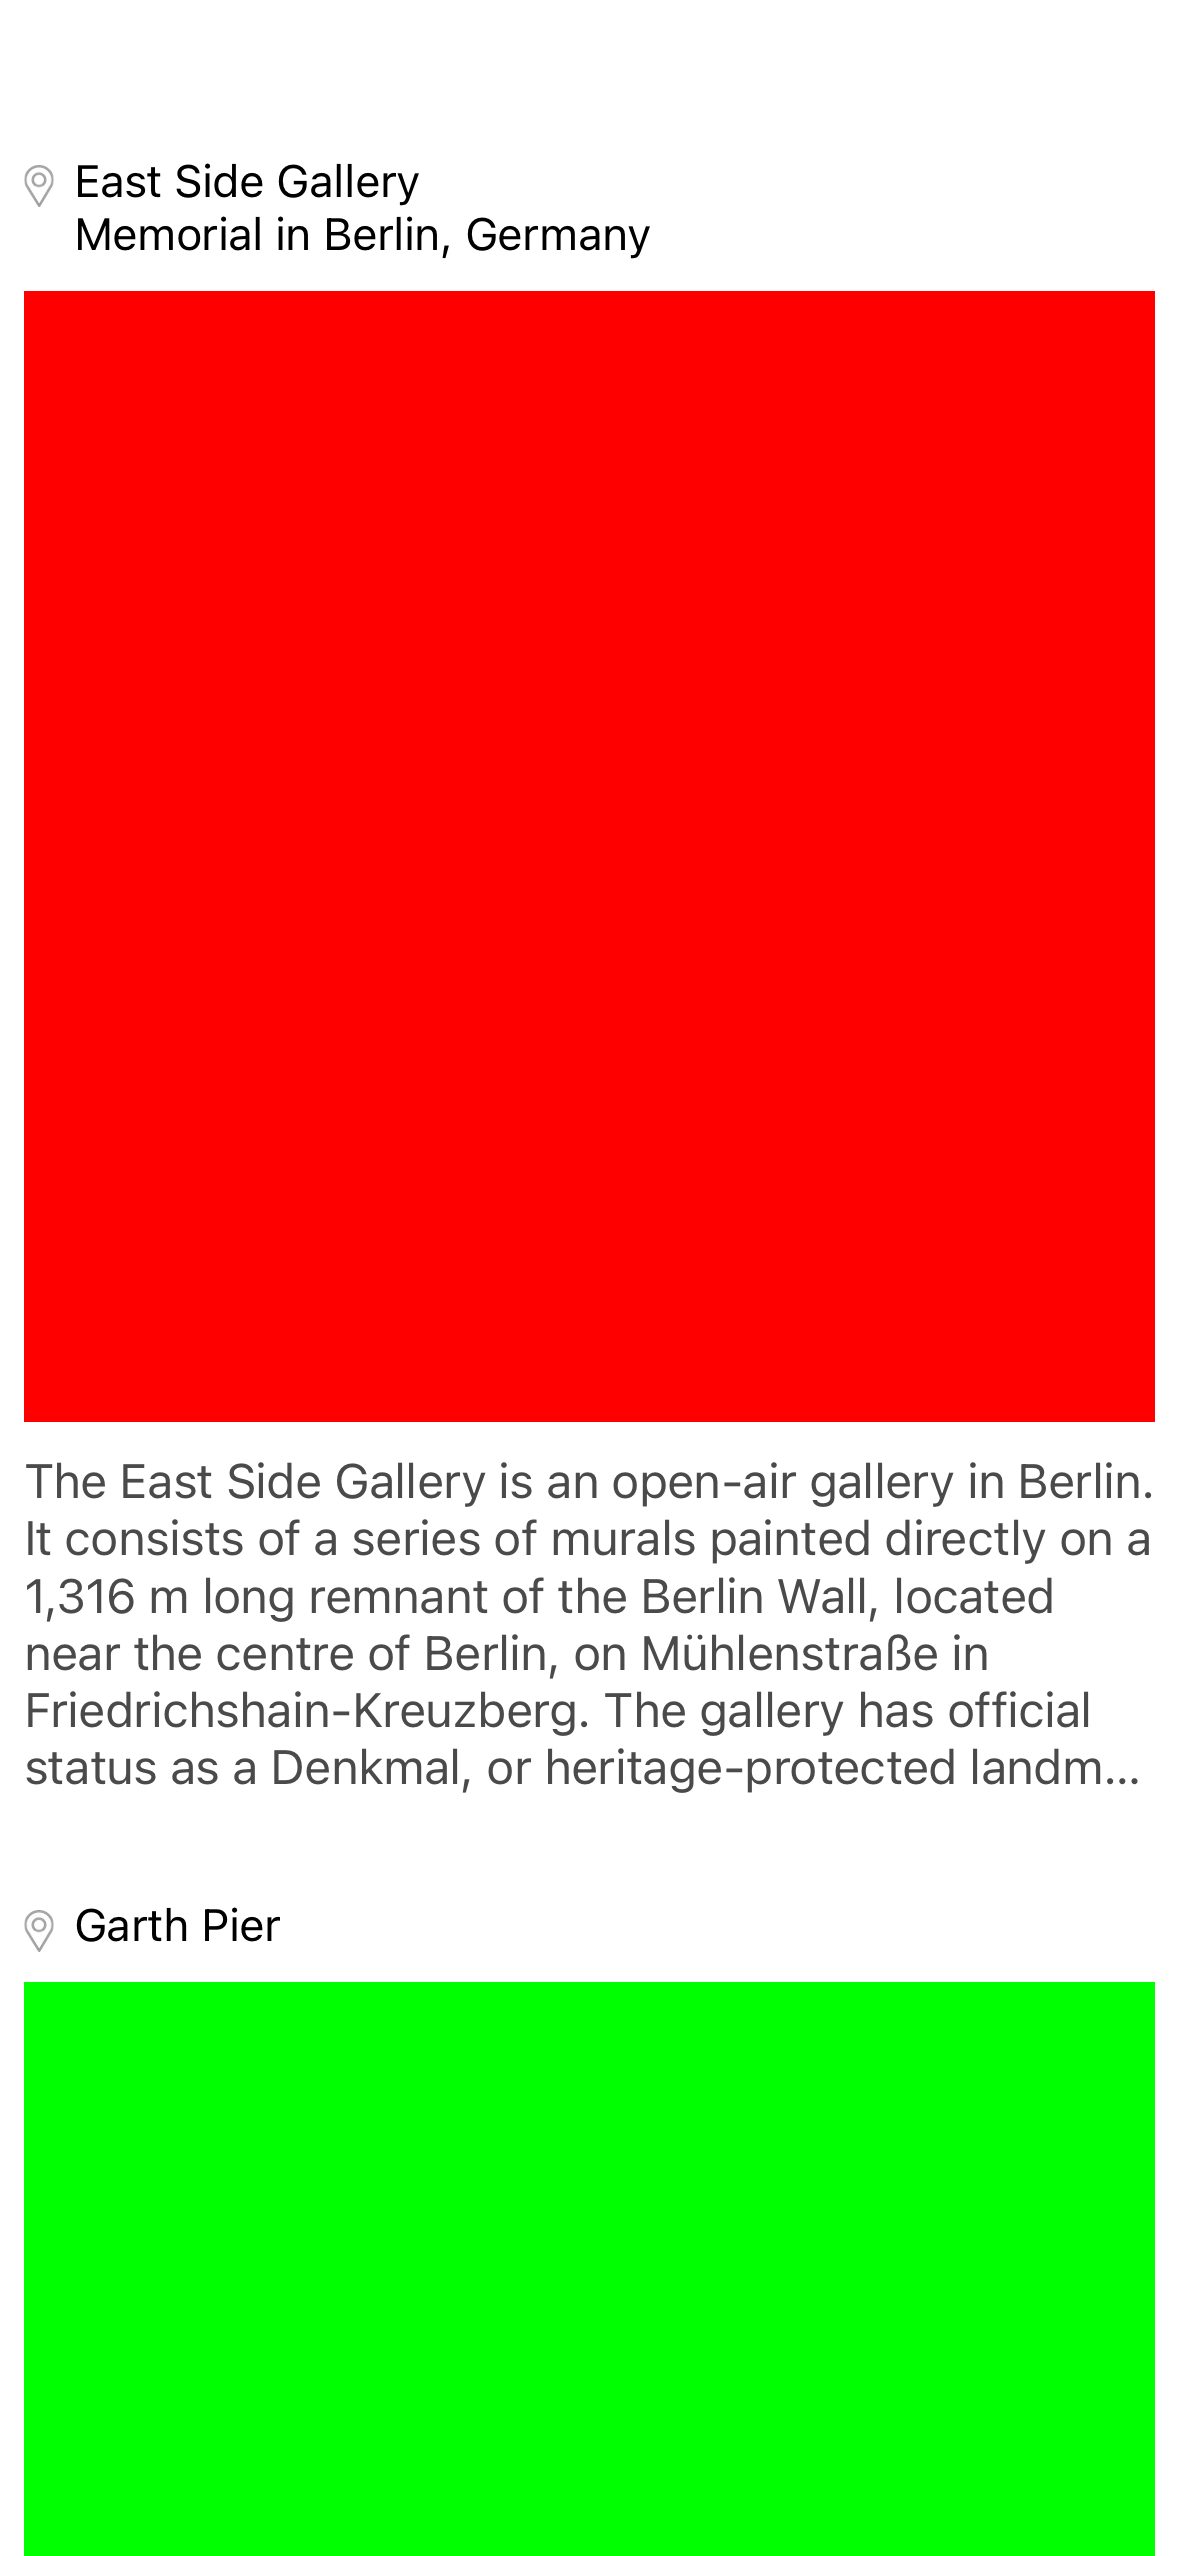 East Side Gallery
Memorial in Berlin, Germany
The East Side Gallery is an open-air gallery in Berlin.
It consists of a series of murals painted directly on a
1,316 m long remnant of the Berlin Wall, located
near the centre of Berlin, on Mühlenstraße in
Friedrichshain-Kreuzberg. The gallery has official
status as a Denkmal, or heritage-protected landm...
Garth Pier